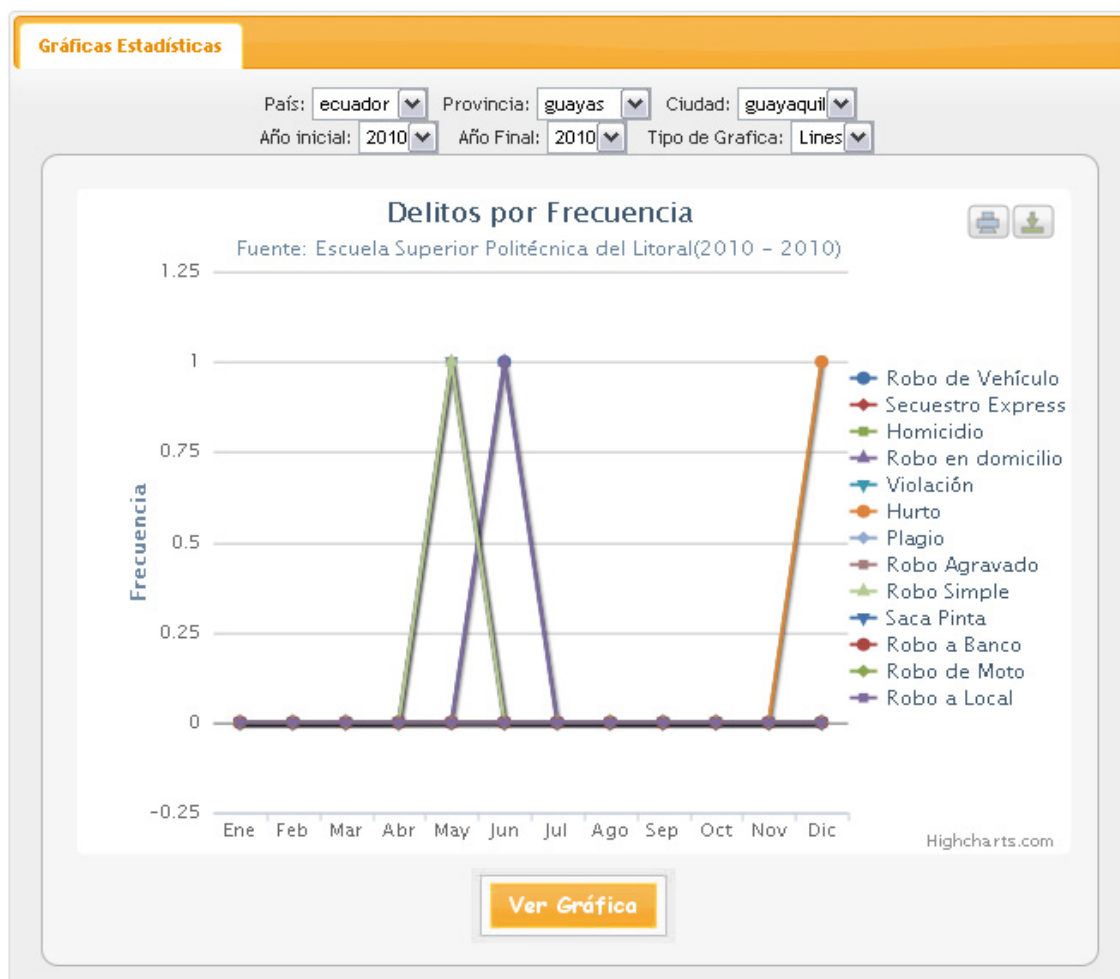 Gráficas Estadísticas
País: ecuador Provincia: guayas Ciudad: guayaquil
Año inicial: 2010 Año Final: 2010 Tipo de Grafica: Lines
Delitos por Frecuencia
Fuente: Escuela Superior Politécnica del Litoral(2010 - 2010)
1.25
1
0.75
0.5
0.25
0
-0.25
Frecuencia
Ene Feb Mar Abr May Jun Jul Ago Sep Oct Nov Dic
Robo de Vehículo
Secuestro Express
Homicidio
Robo en domicilio
Violación
Hurto
Plagio
Robo Agravado
Robo Simple
Saca Pinta
Robo a Banco
Robo de Moto
Robo a Local
Highcharts.com
Ver Gráfica